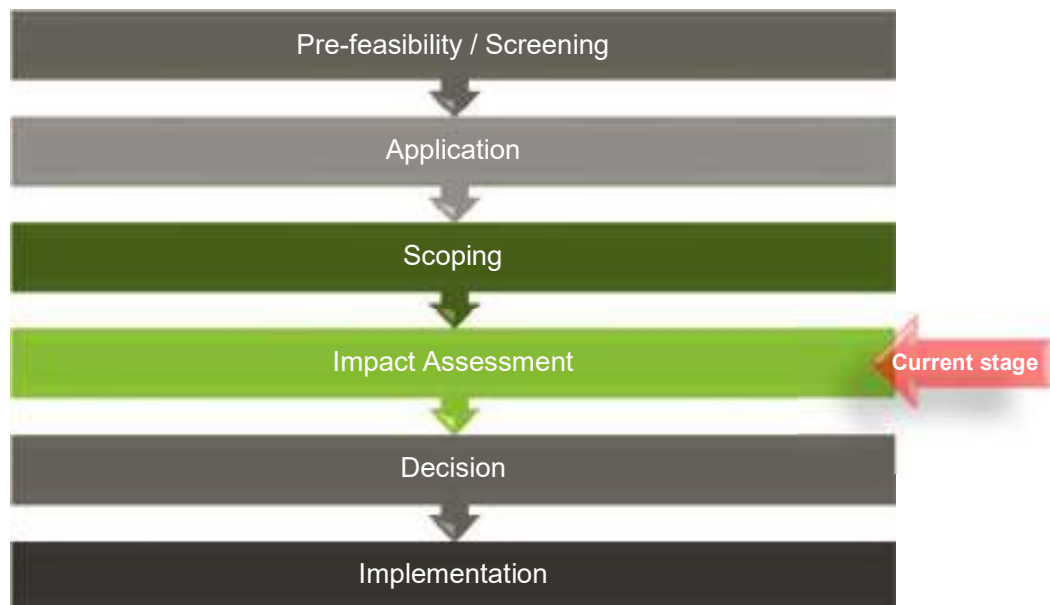 Pre-feasibility / Screening
Application
Scoping
Impact Assessment
Current stage
Decision
Implementation